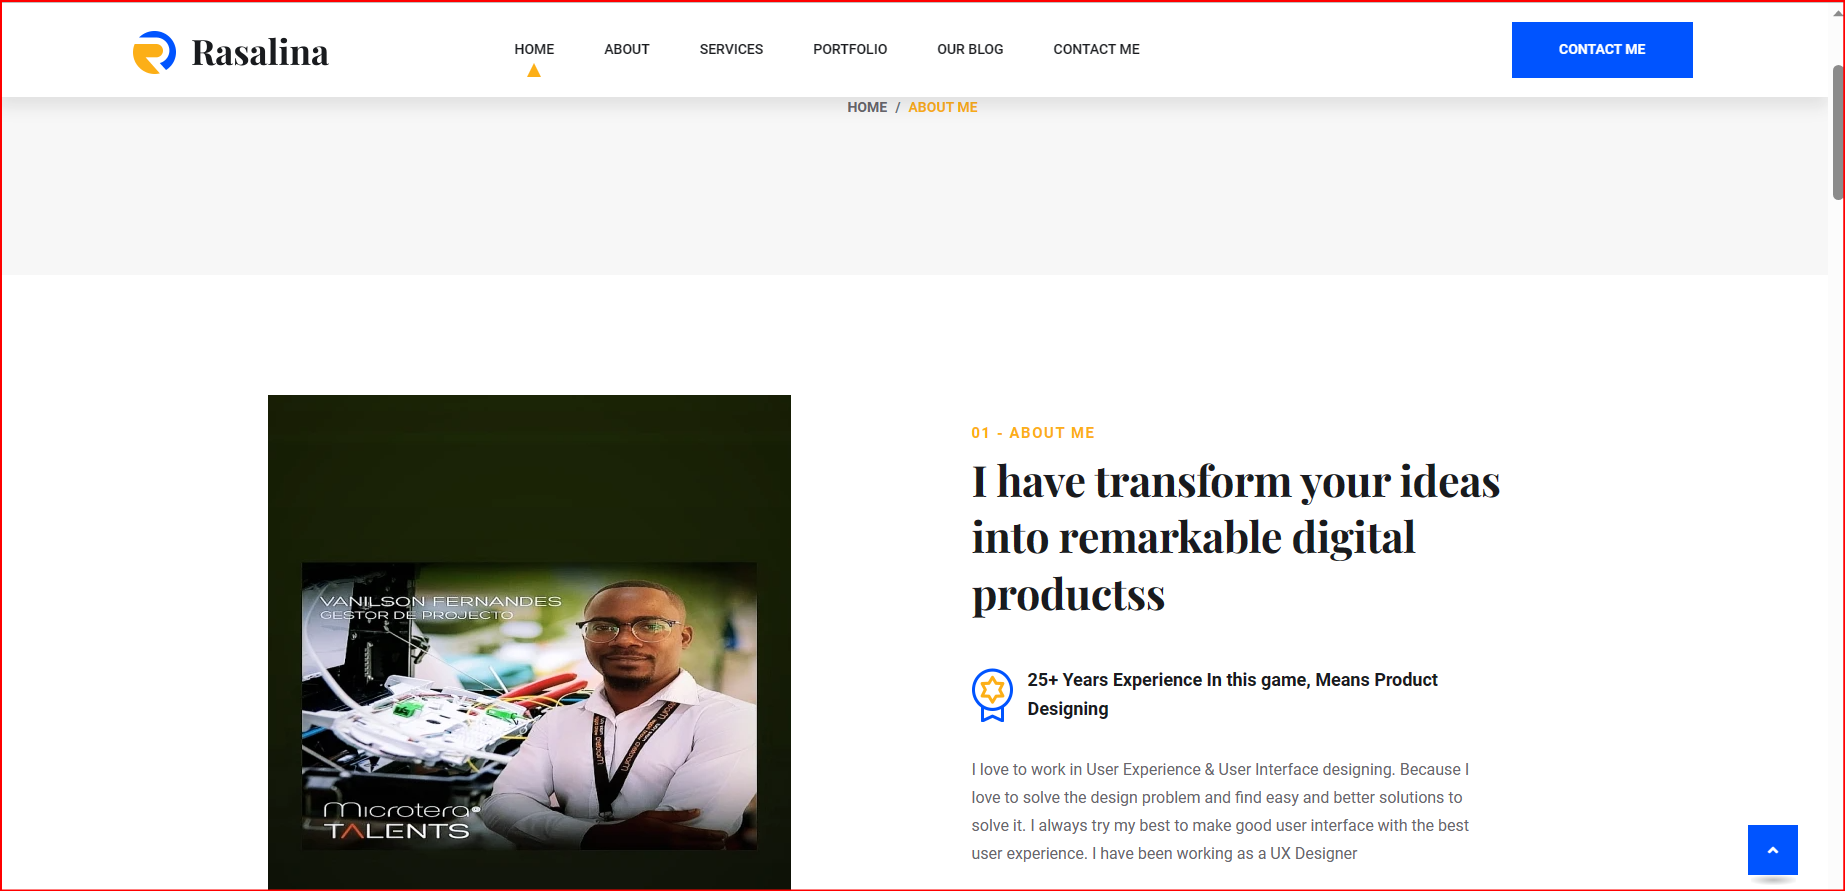 Rasalina
HOME
ABOUT
SERVICES
PORTFOLIO
OUR BLOG
CONTACT ME
CONTACT ME
HOME / ABOUT ME
VANILSON FERNANDES
GESTOR DE PROJECTO
microtera
TALENTS
01 - ABOUT ME
I have transform your ideas
into remarkable digital
productss
25+ Years Experience In this game, Means Product
Designing
I love to work in User Experience & User Interface designing. Because I
love to solve the design problem and find easy and better solutions to
solve it. I always try my best to make good user interface with the best
user experience. I have been working as a UX Designer